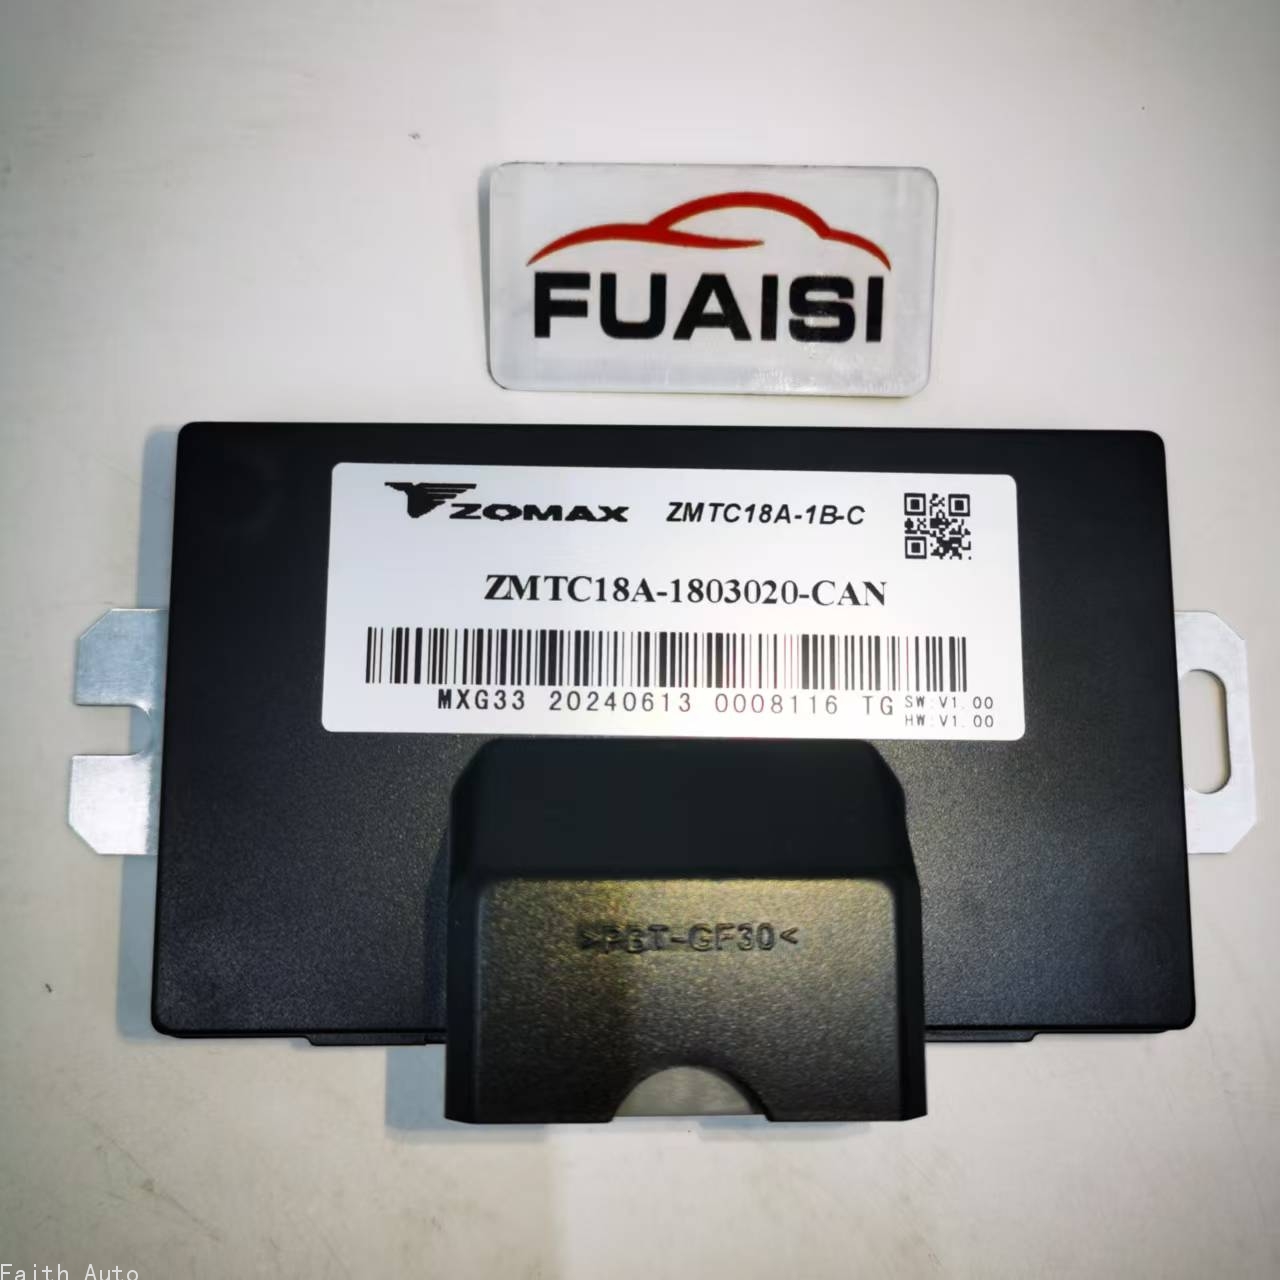 FUAISI
ZOMAX ZMTC18A-1B-C
ZMTC18A-1803020-CAN
MXG33 20240613 0008116 TG SW:V1.00
HW:V1.00
>PBT-GF30<
Faith Auto